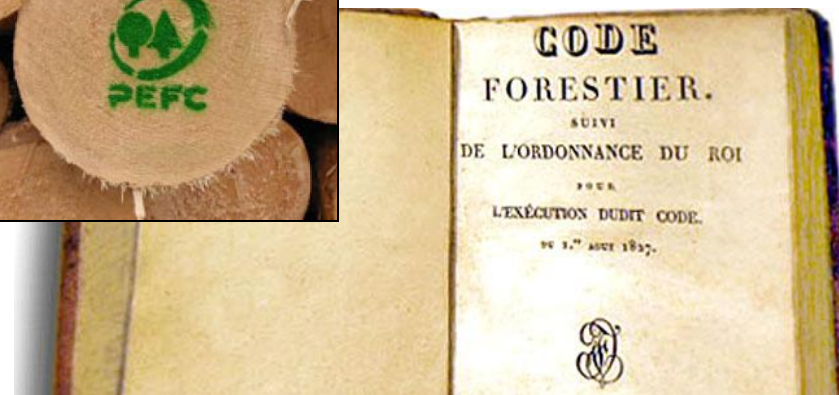 PEFC
CODE
FORESTIER.
SUIVI
DE L'ORDONNANCE DU ROI
POUR
L'EXÉCUTION DUDIT CODE.
DU 1.er AOUT 1827.